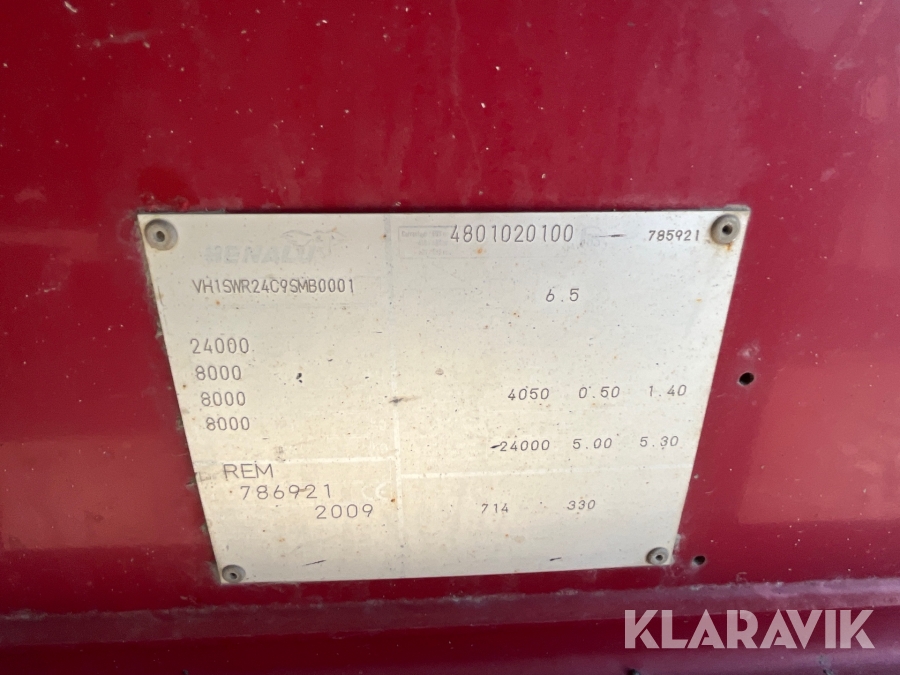 BENALU 4801020100 785921
VH1SWR24C9SMB0001
6.5
24000.
8000
8000 4050 0.50 1.40
8000
24000 5.00 5.30
REM
786921
2009 714 330
KLARAVIK